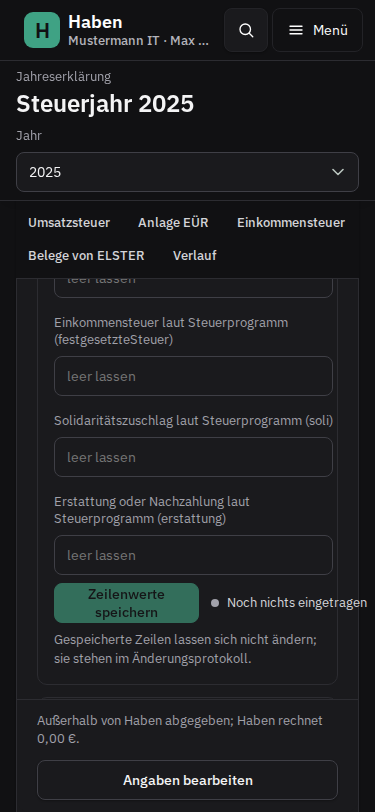 H
Haben
Mustermann IT · Max ...
Menü
Jahreserklärung
Steuerjahr 2025
Jahr
2025
Umsatzsteuer Anlage EÜR Einkommensteuer
Belege von ELSTER Verlauf
leer lassen
Einkommensteuer laut Steuerprogramm
(festgesetzteSteuer)
leer lassen
Solidaritätszuschlag laut Steuerprogramm (soli)
leer lassen
Erstattung oder Nachzahlung laut
Steuerprogramm (erstattung)
leer lassen
Zeilenwerte
speichern
Noch nichts eingetragen
Gespeicherte Zeilen lassen sich nicht ändern;
sie stehen im Änderungsprotokoll.
Außerhalb von Haben abgegeben; Haben rechnet
0,00 €.
Angaben bearbeiten